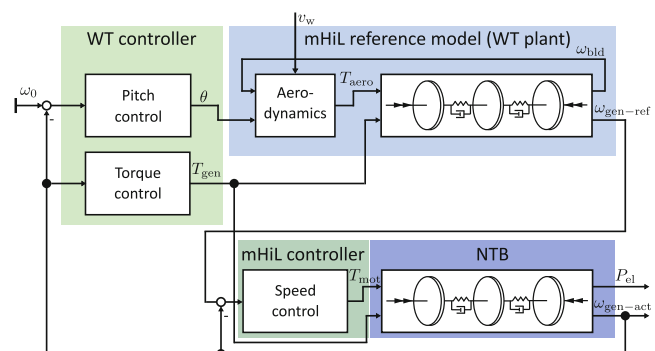 v_w
WT controller
mHiL reference model (WT plant)
ω_bld
ω_0
Pitch
control
θ
Aero-
dynamics
T_aero
ω_gen−ref
-
Torque
control
T_gen
mHiL controller
NTB
Speed
control
T_mot
P_el
ω_gen−act
-